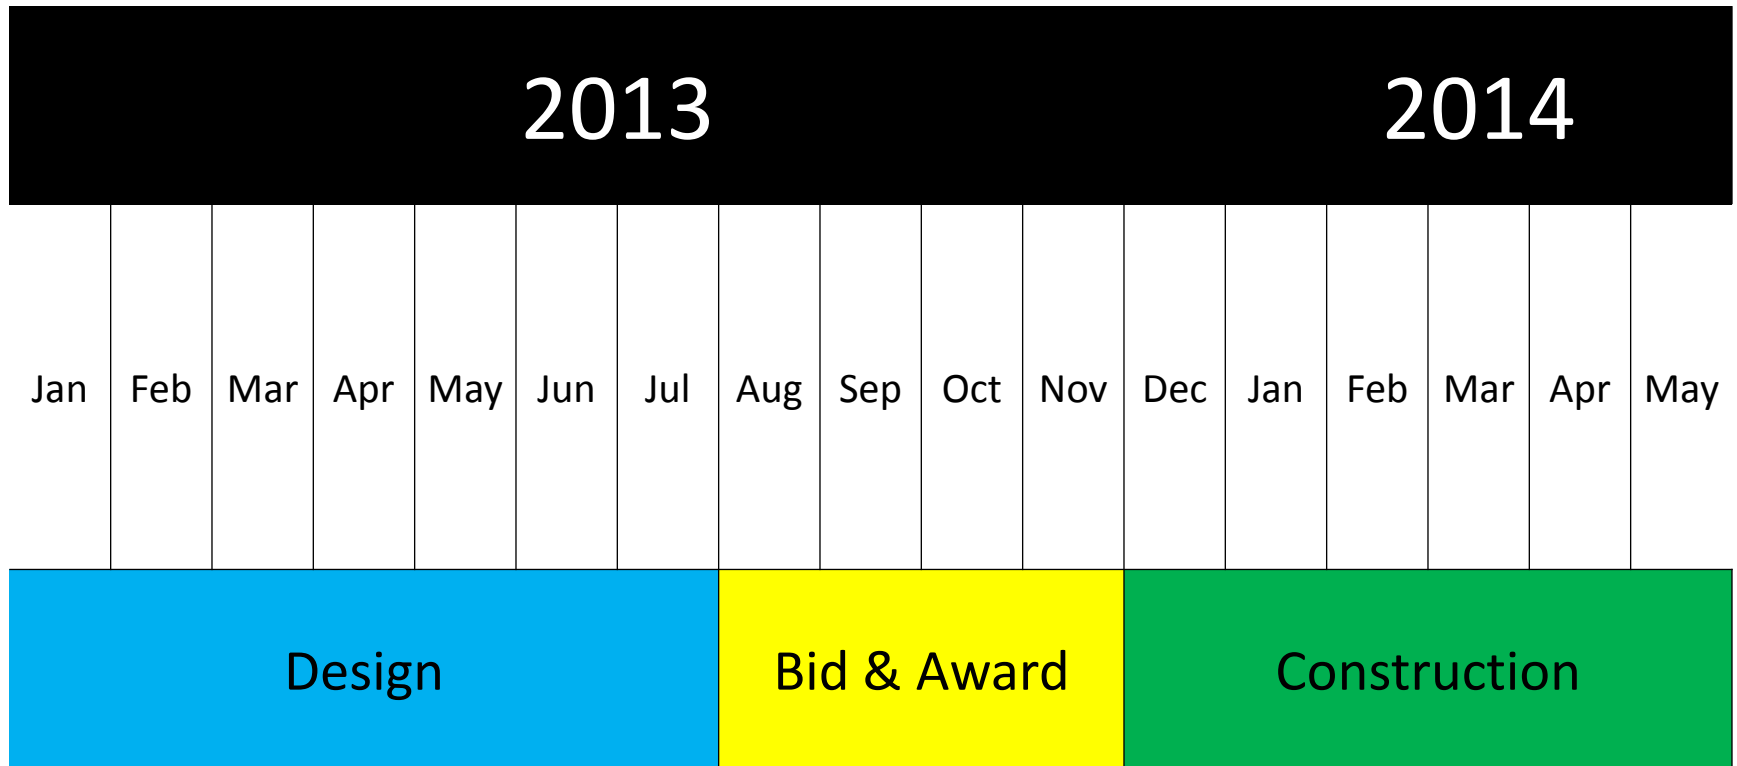 2013 2014
Jan Feb Mar Apr May Jun Jul Aug Sep Oct Nov Dec Jan Feb Mar Apr May
Design Bid & Award Construction